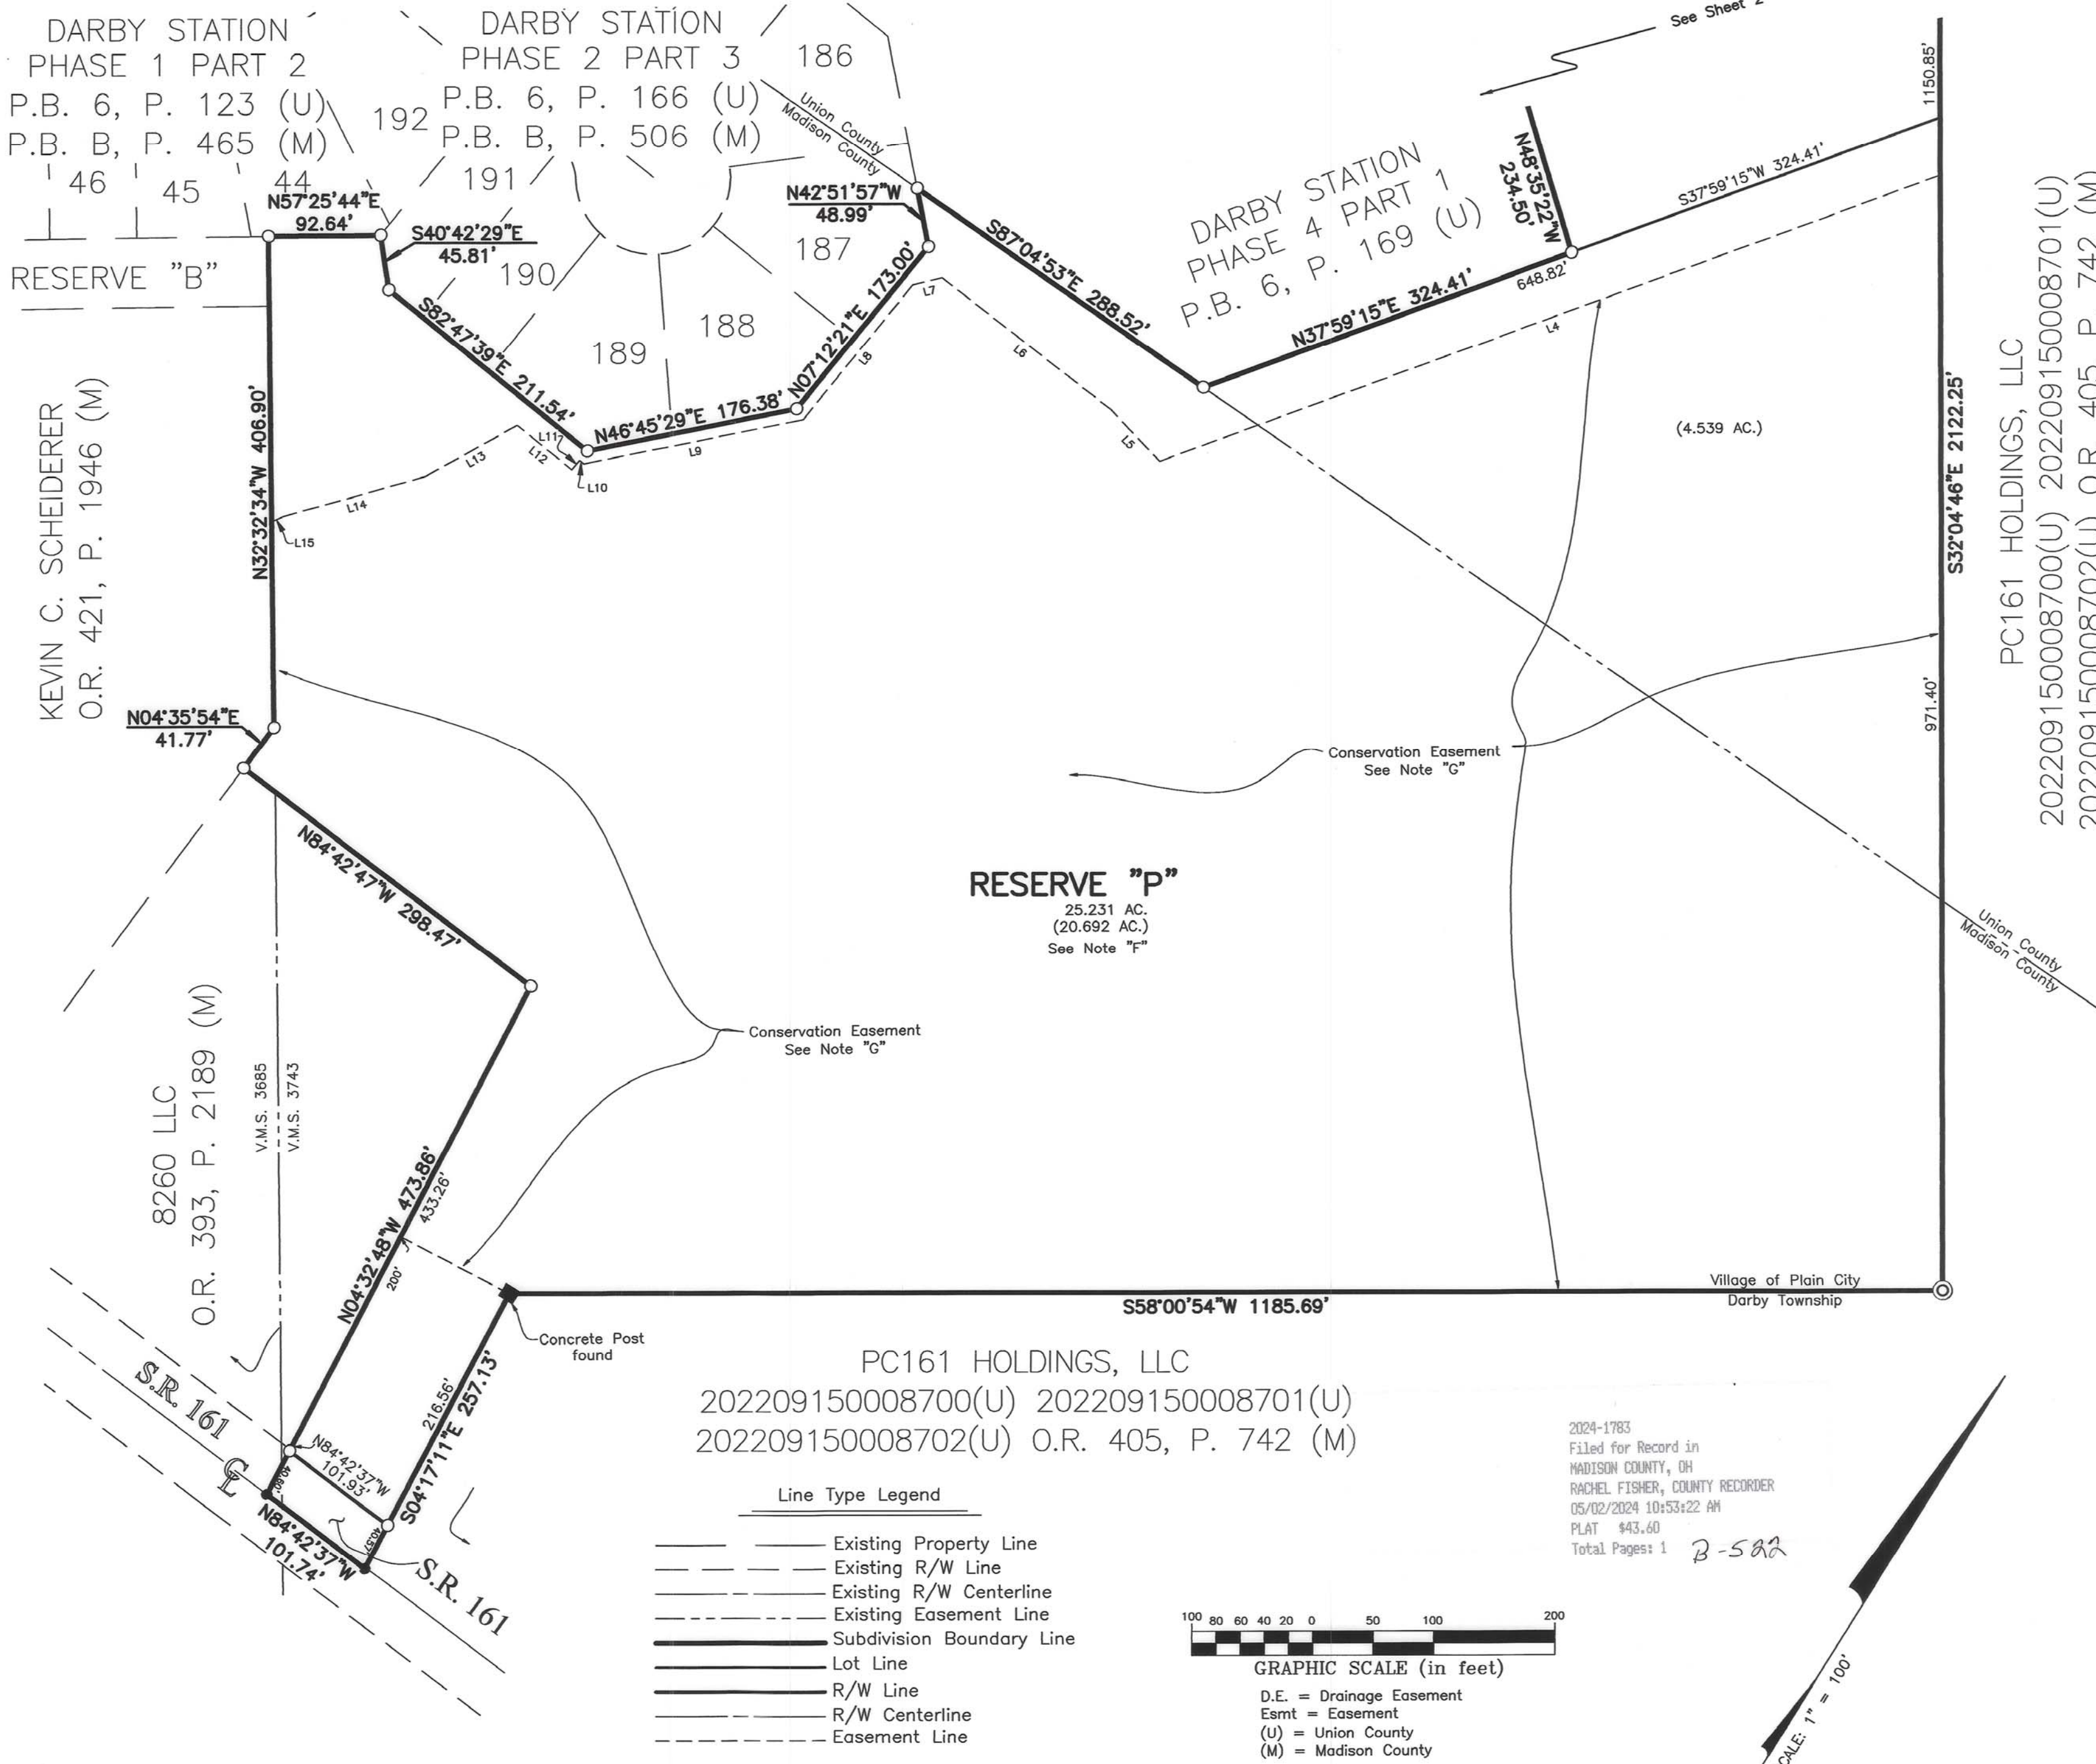 DARBY STATION
PHASE 1 PART 2
P.B. 6, P. 123 (U)
P.B. B, P. 465 (M)
DARBY STATION
PHASE 2 PART 3
P.B. 6, P. 166 (U)
P.B. B, P. 506 (M)
186
192
191
46
45
44
190
189
188
187
Union County
Madison County
See Sheet 2
1150.85'
N57°25'44"E
92.64'
S40°42'29"E
45.81'
N42°51'57"W
48.99'
RESERVE "B"
S82°47'39"E 211.54'
N46°45'29"E 176.38'
N07°12'21"E 173.00'
S87°04'53"E 288.52'
DARBY STATION
PHASE 4 PART 1
P.B. 6, P. 169 (U)
N48°35'22"W
234.50'
S37°59'15"W 324.41'
N37°59'15"E 324.41'
648.82'
L4
L5
L6
L7
L8
L9
L10
L11
L12
L13
L14
L15
(4.539 AC.)
KEVIN C. SCHEIDERER
O.R. 421, P. 1946 (M)
N32°32'34"W 406.90'
S32°04'46"E 2122.25'
971.40'
PC161 HOLDINGS, LLC
202209150008700(U) 202209150008701(U)
202209150008702(U) O.R. 405, P. 742 (M)
N04°35'54"E
41.77'
N84°42'47"W 298.47'
Conservation Easement
See Note "G"
RESERVE "P"
25.231 AC.
(20.692 AC.)
See Note "F"
Union County
Madison County
Conservation Easement
See Note "G"
8260 LLC
O.R. 393, P. 2189 (M)
V.M.S. 3685
V.M.S. 3743
N04°32'48"W 473.86'
433.26'
200'
Village of Plain City
Darby Township
S58°00'54"W 1185.69'
Concrete Post
found
S04°17'11"E 257.13'
216.56'
PC161 HOLDINGS, LLC
202209150008700(U) 202209150008701(U)
202209150008702(U) O.R. 405, P. 742 (M)
S.R. 161
CL
N84°42'37"W
101.93'
40.60'
40.57'
N84°42'37"W
101.74'
S.R. 161
Line Type Legend
Existing Property Line
Existing R/W Line
Existing R/W Centerline
Existing Easement Line
Subdivision Boundary Line
Lot Line
R/W Line
R/W Centerline
Easement Line
2024-1783
Filed for Record in
MADISON COUNTY, OH
RACHEL FISHER, COUNTY RECORDER
05/02/2024 10:53:22 AM
PLAT $43.60
Total Pages: 1
B-522
100 80 60 40 20 0 50 100 200
GRAPHIC SCALE (in feet)
D.E. = Drainage Easement
Esmt = Easement
(U) = Union County
(M) = Madison County
CALE: 1" = 100'